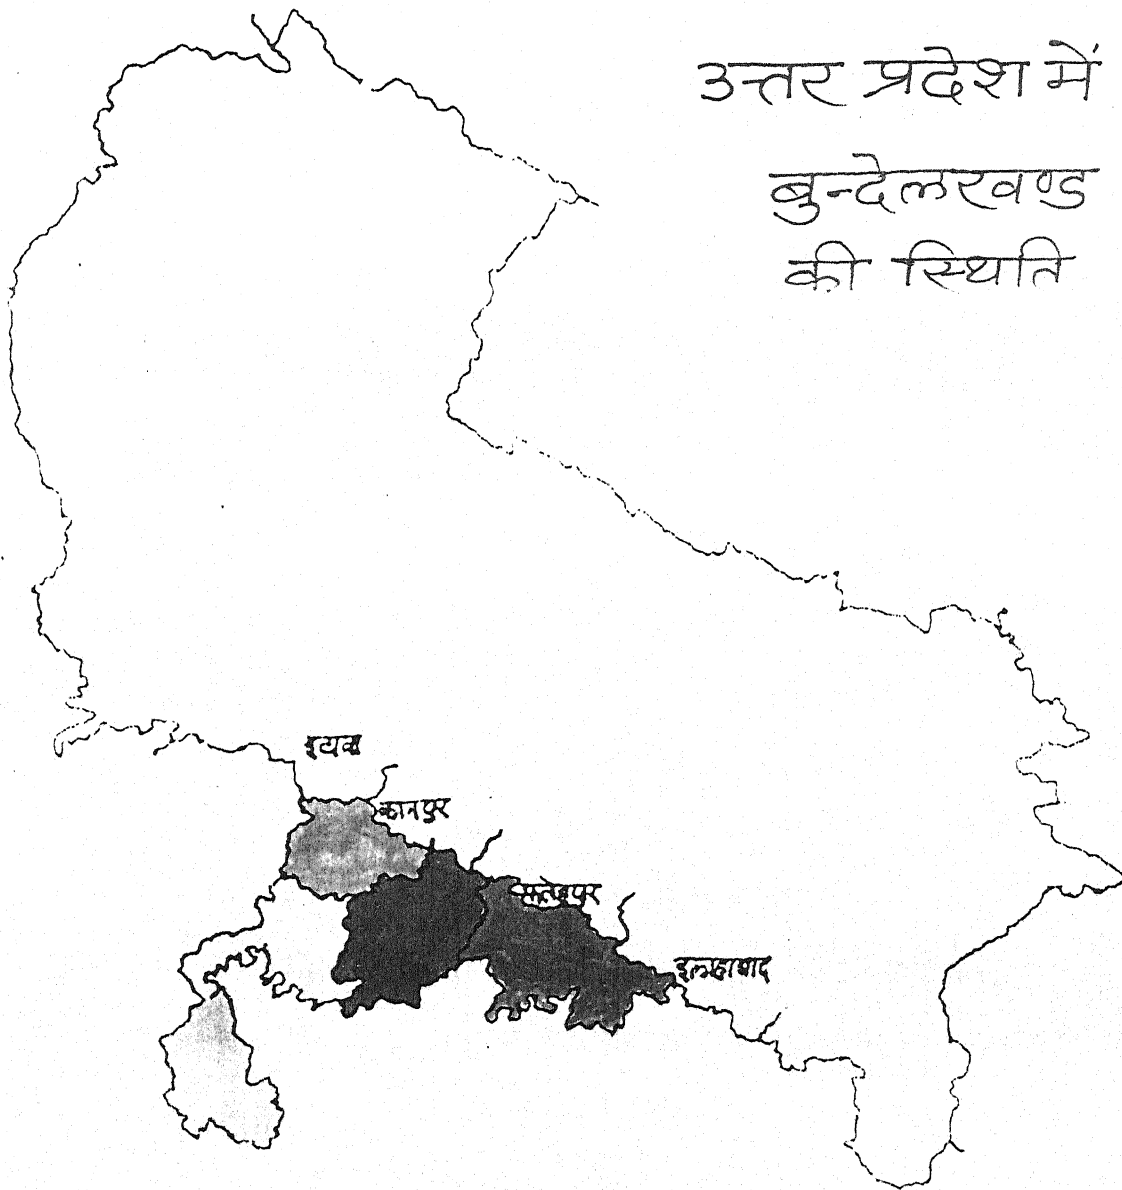 उत्तर प्रदेश में
बुन्देलखण्ड
की स्थिति
इटावा
कानपुर
फतेहपुर
इलाहाबाद